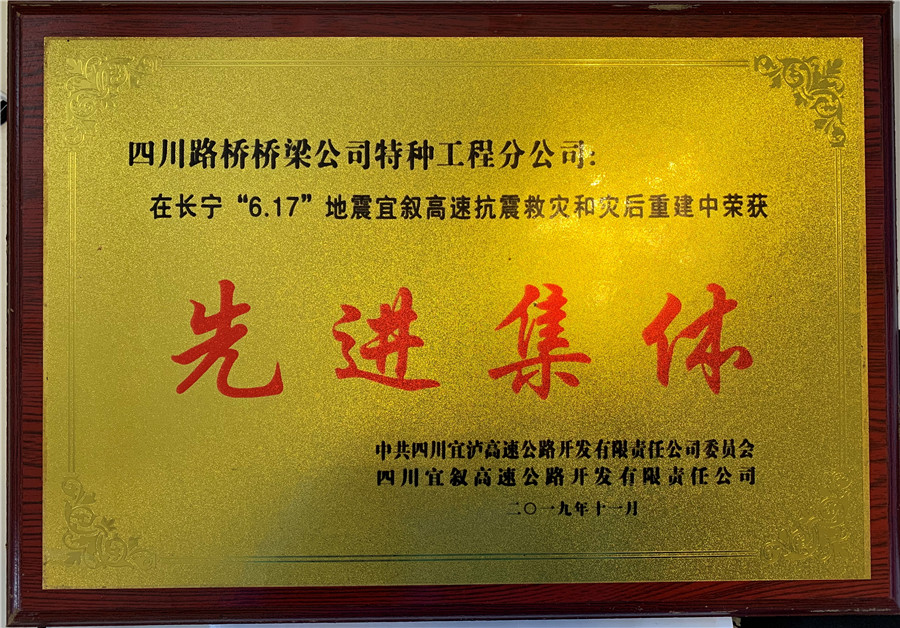 四川路桥桥梁公司特种工程分公司：
在长宁“6.17”地震宜叙高速抗震救灾和灾后重建中荣获
先进集体
中共四川宜泸高速公路开发有限责任公司委员会
四川宜叙高速公路开发有限责任公司
二〇一九年十一月